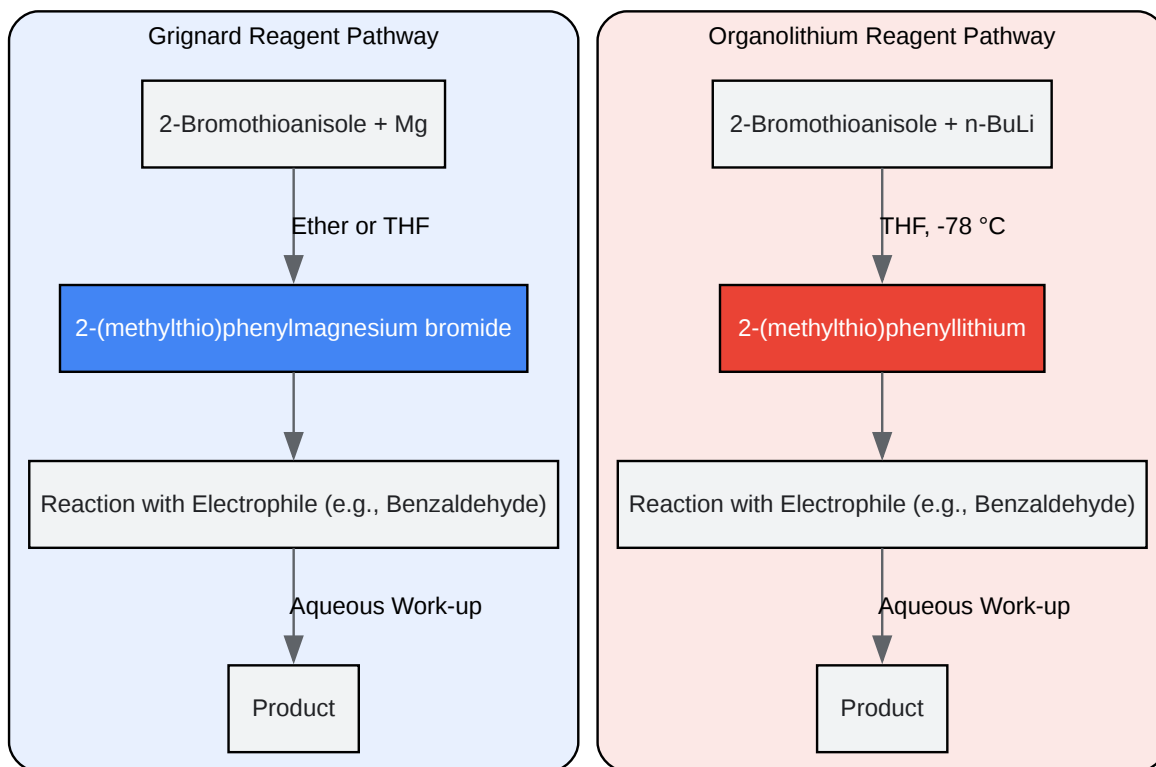 Grignard Reagent Pathway
2-Bromothioanisole + Mg
Ether or THF
2-(methylthio)phenylmagnesium bromide
Reaction with Electrophile (e.g., Benzaldehyde)
Aqueous Work-up
Product
Organolithium Reagent Pathway
2-Bromothioanisole + n-BuLi
THF, -78 °C
2-(methylthio)phenyllithium
Reaction with Electrophile (e.g., Benzaldehyde)
Aqueous Work-up
Product